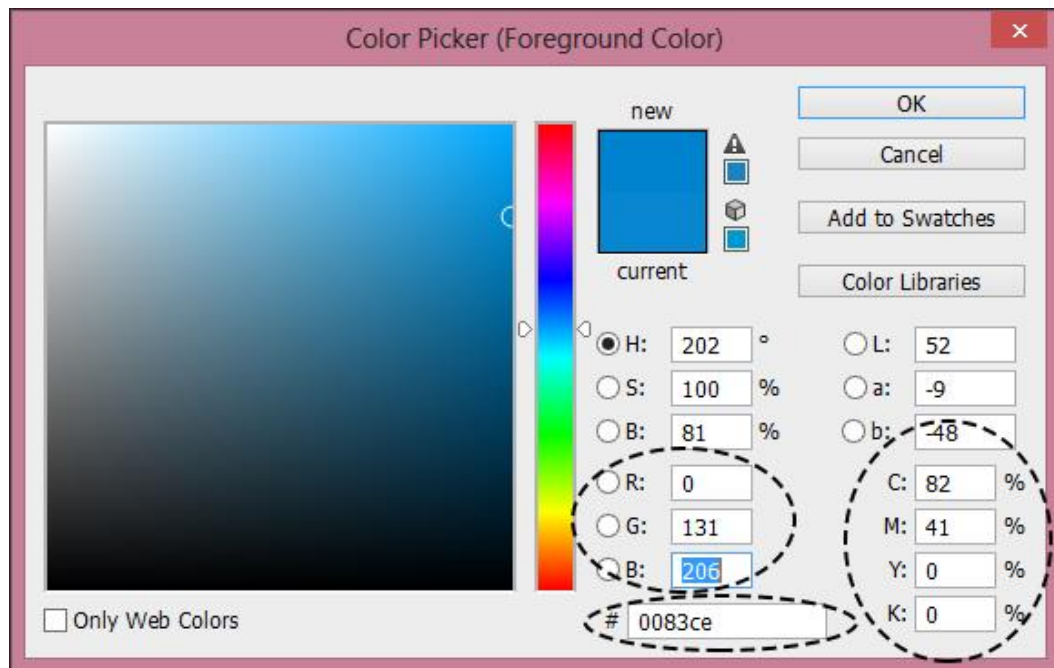 Color Picker (Foreground Color)
new
current
OK
Cancel
Add to Swatches
Color Libraries
H: 202 °
S: 100 %
B: 81 %
R: 0
G: 131
B: 206
# 0083ce
L: 52
a: -9
b: -48
C: 82 %
M: 41 %
Y: 0 %
K: 0 %
Only Web Colors